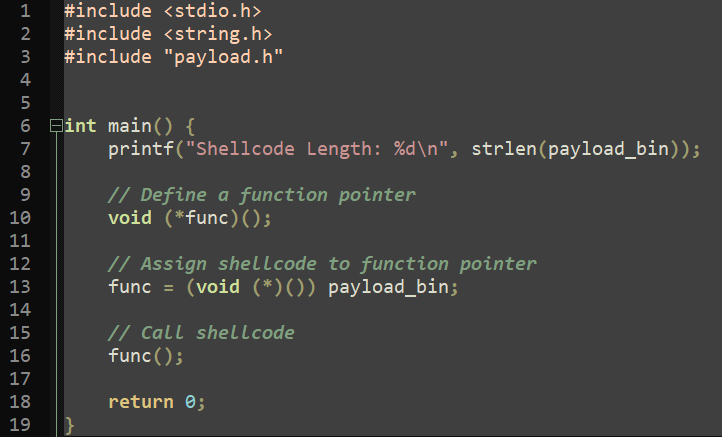 1 #include <stdio.h>
2 #include <string.h>
3 #include "payload.h"
4
5
6 int main() {
7     printf("Shellcode Length: %d\n", strlen(payload_bin));
8
9     // Define a function pointer
10     void (*func)();
11
12     // Assign shellcode to function pointer
13     func = (void (*)()) payload_bin;
14
15     // Call shellcode
16     func();
17
18     return 0;
19 }